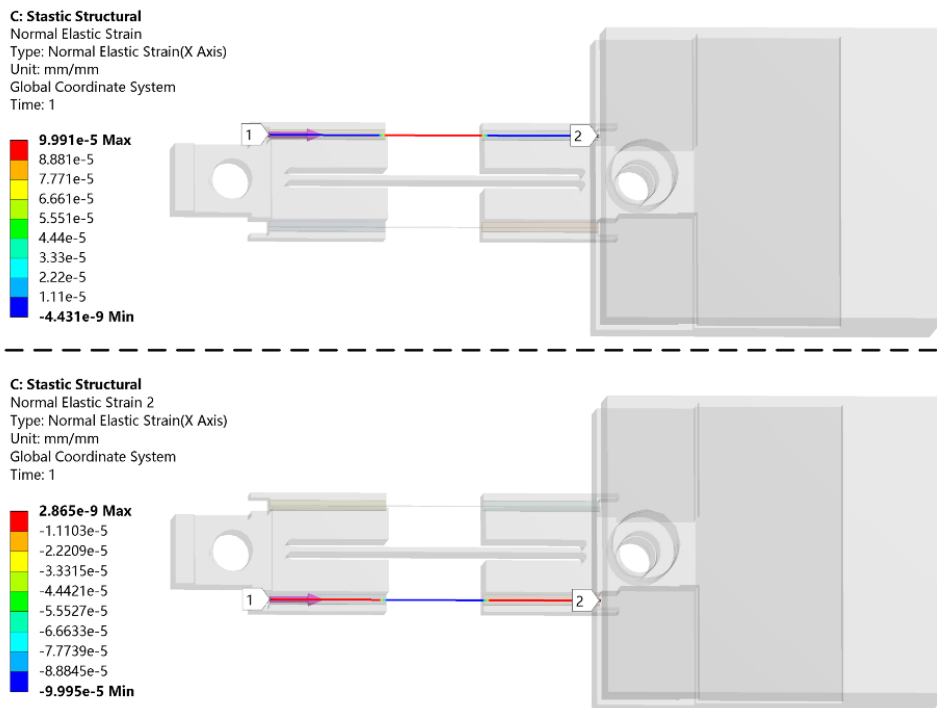 C: Stastic Structural
Normal Elastic Strain
Type: Normal Elastic Strain(X Axis)
Unit: mm/mm
Global Coordinate System
Time: 1
9.991e-5 Max
8.881e-5
7.771e-5
6.661e-5
5.551e-5
4.44e-5
3.33e-5
2.22e-5
1.11e-5
-4.431e-9 Min
1
2
C: Stastic Structural
Normal Elastic Strain 2
Type: Normal Elastic Strain(X Axis)
Unit: mm/mm
Global Coordinate System
Time: 1
2.865e-9 Max
-1.1103e-5
-2.2209e-5
-3.3315e-5
-4.4421e-5
-5.5527e-5
-6.6633e-5
-7.7739e-5
-8.8845e-5
-9.995e-5 Min
1
2